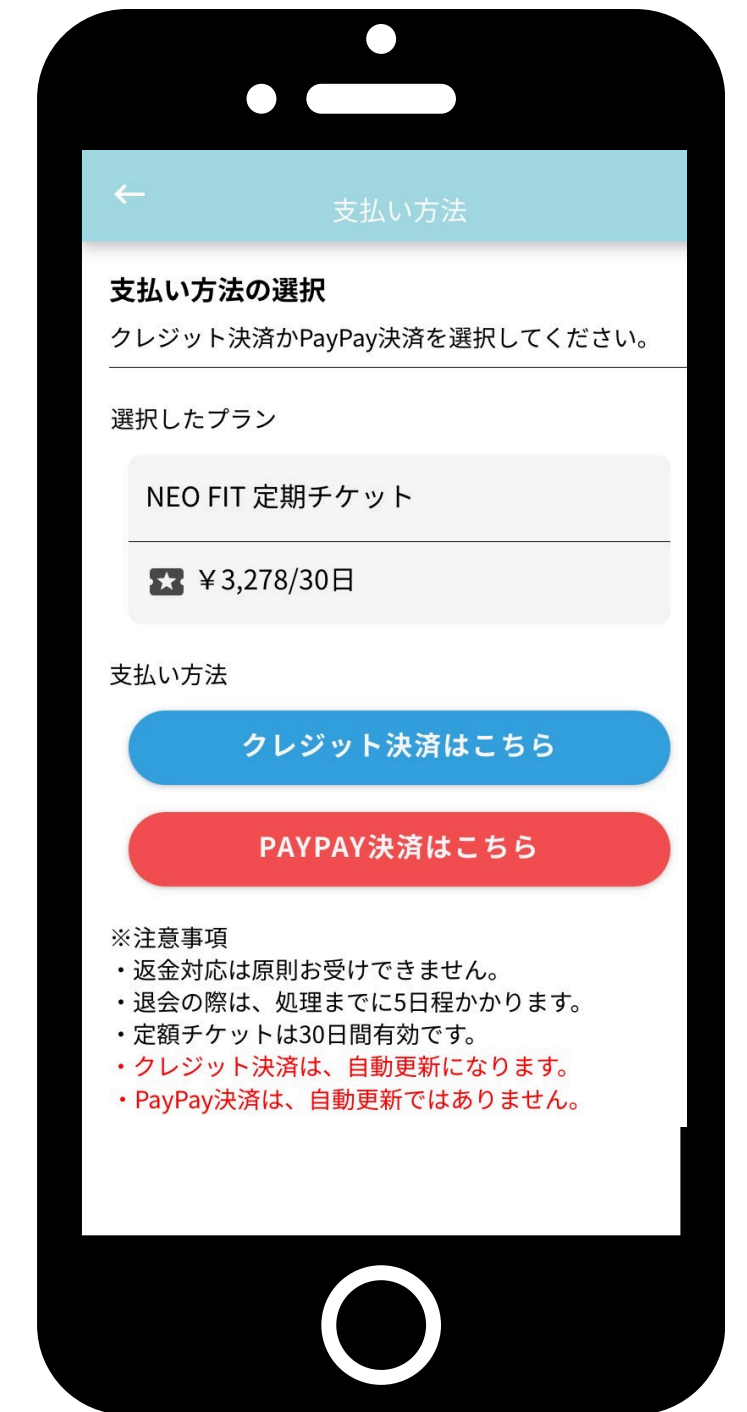 支払い方法
支払い方法の選択
クレジット決済かPayPay決済を選択してください。
選択したプラン
NEO FIT 定期チケット
￥3,278/30日
支払い方法
クレジット決済はこちら
PAYPAY決済はこちら
※注意事項
・返金対応は原則お受けできません。
・退会の際は、処理までに5日程かかります。
・定額チケットは30日間有効です。
・クレジット決済は、自動更新になります。
・PayPay決済は、自動更新ではありません。